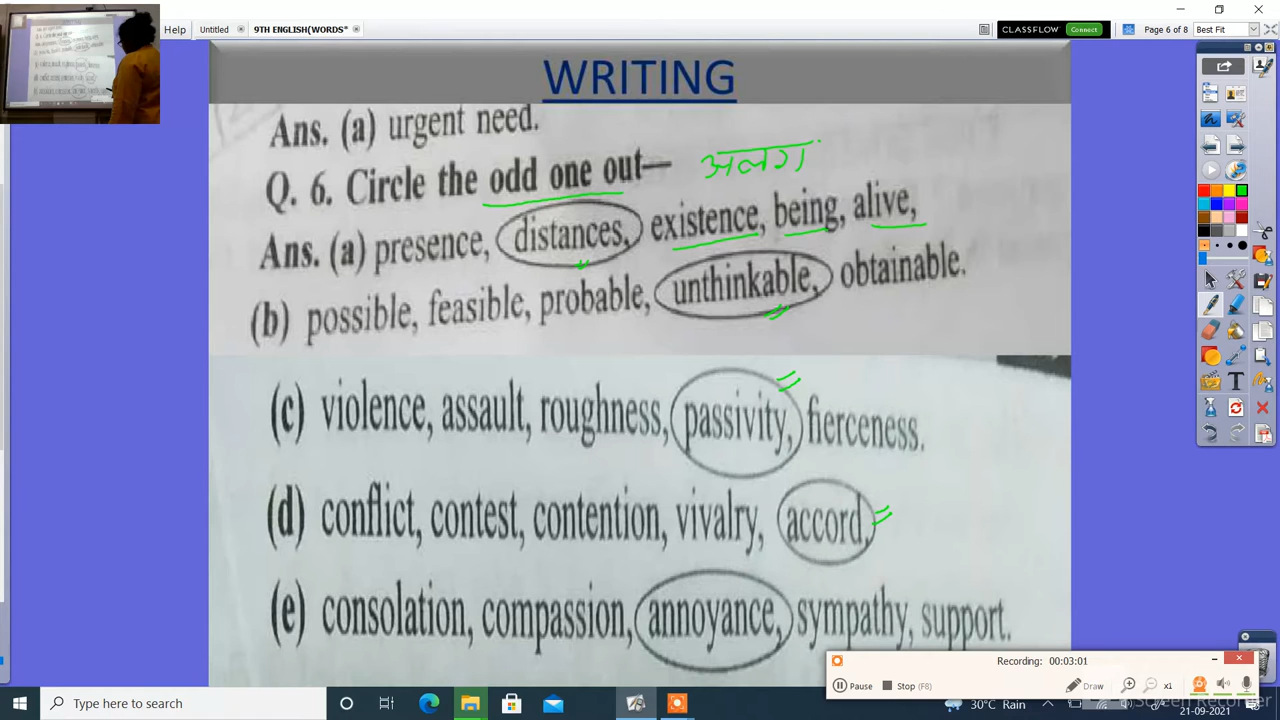 Help
Untitled
9TH ENGLISH(WORDS*
CLASSFLOW
Connect
Page 6 of 8
Best Fit
WRITING
Ans. (a) urgent need.
Q. 6. Circle the odd one out— अलग
Ans. (a) presence, distances, existence, being, alive,
(b) possible, feasible, probable, unthinkable, obtainable.
(c) violence, assault, roughness, passivity, fierceness.
(d) conflict, contest, contention, vivalry, accord,
(e) consolation, compassion, annoyance, sympathy, support.
Recording: 00:03:01
Pause
Stop (F8)
Draw
x1
Screen Recorder
Type here to search
30°C Rain
21-09-2021